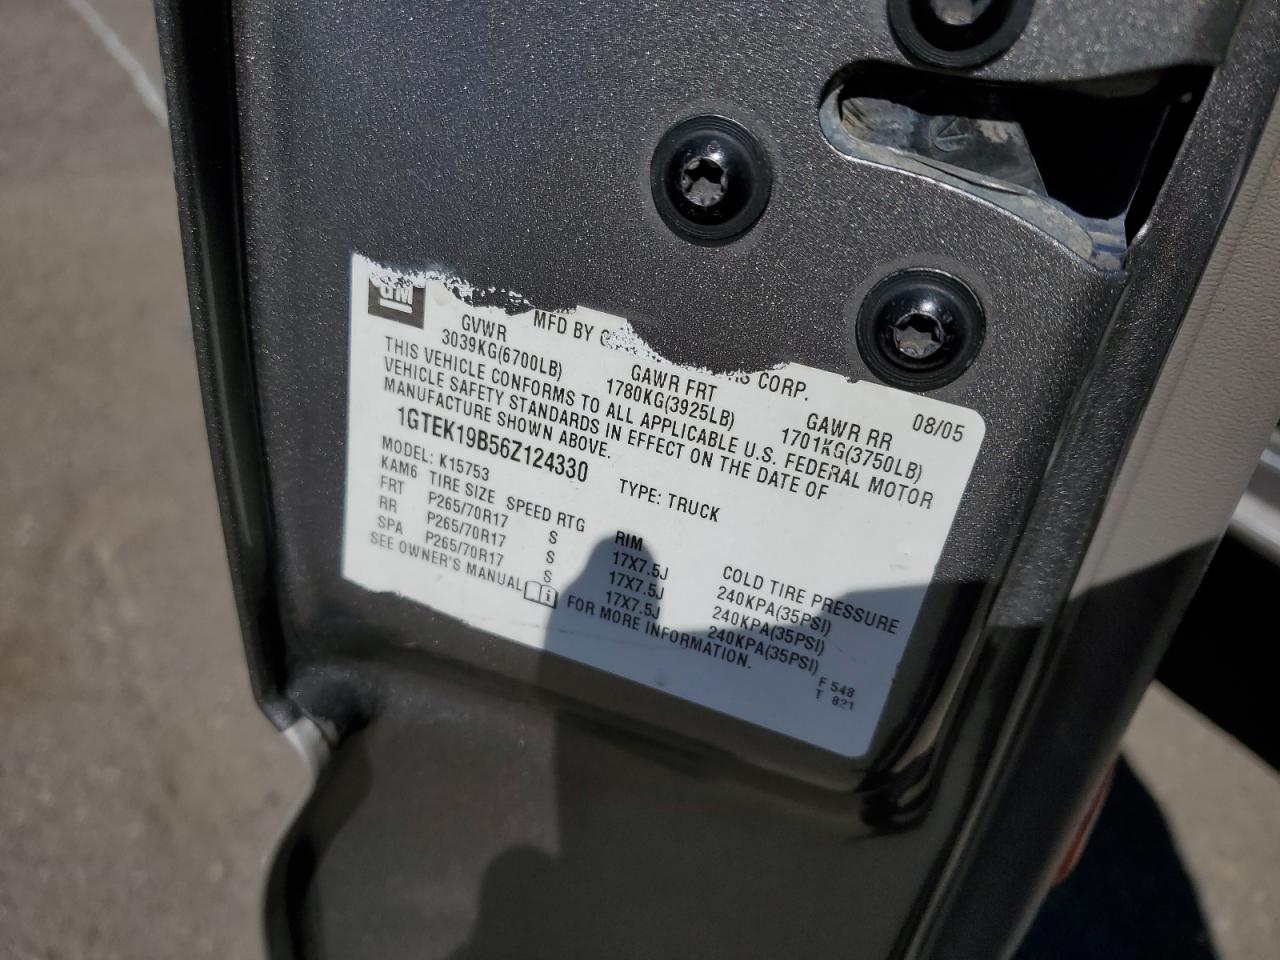 GM
MFD BY G
RS CORP.
08/05
GVWR GAWR FRT GAWR RR
3039KG(6700LB) 1780KG(3925LB) 1701KG(3750LB)
THIS VEHICLE CONFORMS TO ALL APPLICABLE U.S. FEDERAL MOTOR
VEHICLE SAFETY STANDARDS IN EFFECT ON THE DATE OF
MANUFACTURE SHOWN ABOVE.
1GTEK19B56Z124330 TYPE: TRUCK
MODEL: K15753
KAM6 TIRE SIZE SPEED RTG RIM COLD TIRE PRESSURE
FRT P265/70R17 S 17X7.5J 240KPA(35PSI)
RR P265/70R17 S 17X7.5J 240KPA(35PSI)
SPA P265/70R17 S 17X7.5J 240KPA(35PSI)
SEE OWNER'S MANUAL FOR MORE INFORMATION.
F 548
T 821